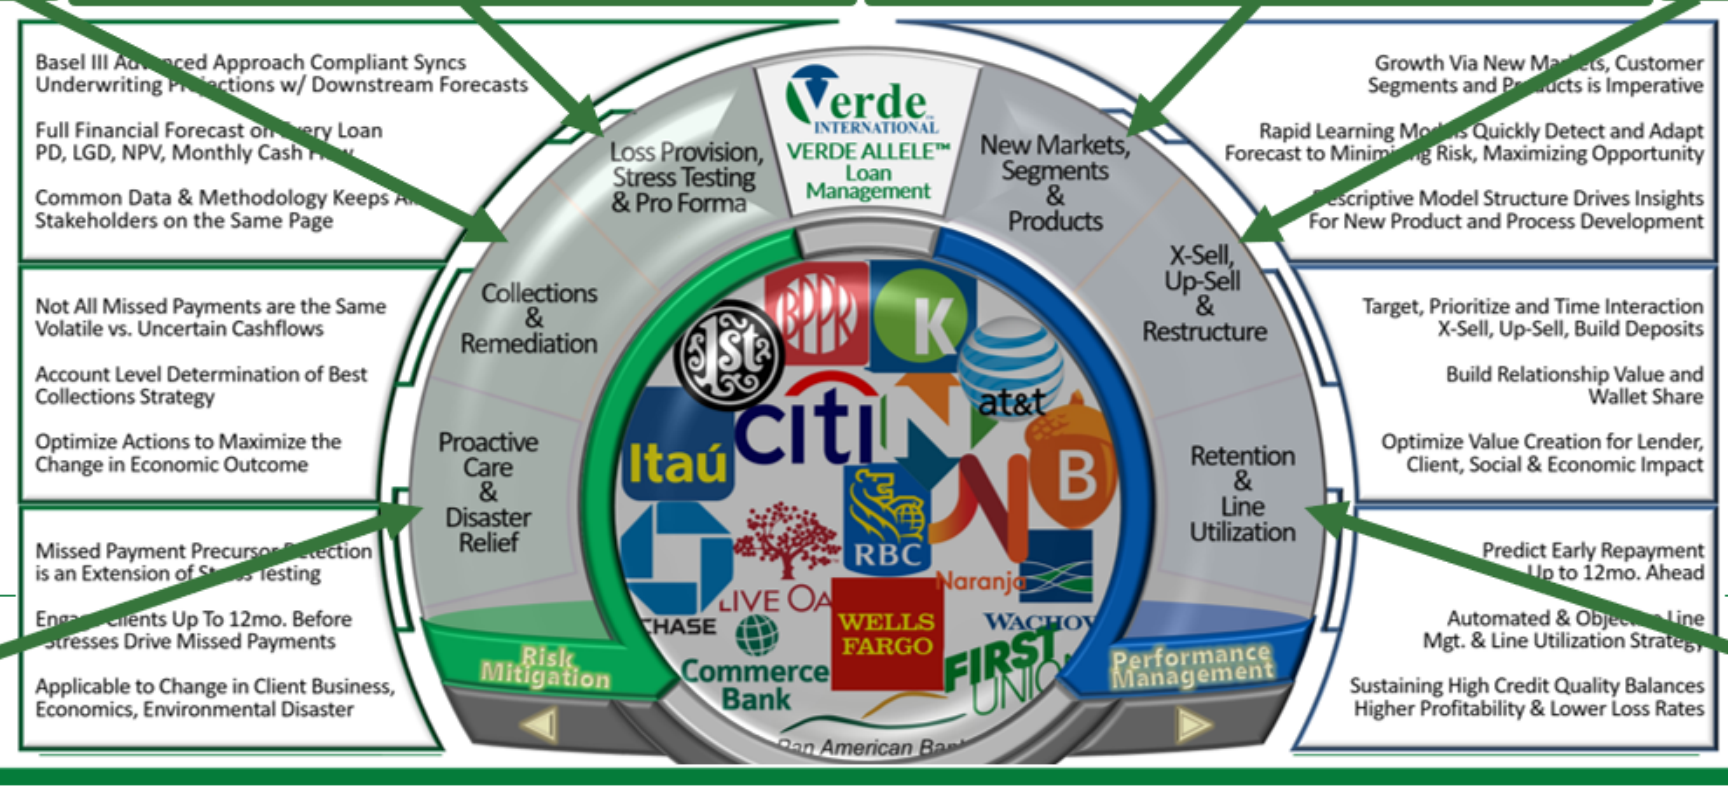 Basel III Advanced Approach Compliant Syncs
Underwriting Projections w/ Downstream Forecasts
Full Financial Forecast on Every Loan
PD, LGD, NPV, Monthly Cash Flow
Common Data & Methodology Keeps All
Stakeholders on the Same Page
Not All Missed Payments are the Same
Volatile vs. Uncertain Cashflows
Account Level Determination of Best
Collections Strategy
Optimize Actions to Maximize the
Change in Economic Outcome
Missed Payment Precursor Detection
is an Extension of Stress Testing
Engage Clients Up To 12mo. Before
Stresses Drive Missed Payments
Applicable to Change in Client Business,
Economics, Environmental Disaster
Loss Provision,
Stress Testing
& Pro Forma
Collections
&
Remediation
Proactive
Care
&
Disaster
Relief
Risk
Mitigation
Verde
INTERNATIONAL
VERDE ALLELE™
Loan
Management
BPPR
K
1st
at&t
citi
N
Itaú
B
RBC
Naranja
LIVE OA
CHASE
WELLS
FARGO
WACHOV
Commerce
Bank
FIRST
UNIO
Pan American Bank
New Markets,
Segments
&
Products
X-Sell,
Up-Sell
&
Restructure
Retention
&
Line
Utilization
Performance
Management
Growth Via New Markets, Customer
Segments and Products is Imperative
Rapid Learning Models Quickly Detect and Adapt
Forecast to Minimizing Risk, Maximizing Opportunity
Descriptive Model Structure Drives Insights
For New Product and Process Development
Target, Prioritize and Time Interaction
X-Sell, Up-Sell, Build Deposits
Build Relationship Value and
Wallet Share
Optimize Value Creation for Lender,
Client, Social & Economic Impact
Predict Early Repayment
Up to 12mo. Ahead
Automated & Objective Line
Mgt. & Line Utilization Strategy
Sustaining High Credit Quality Balances
Higher Profitability & Lower Loss Rates